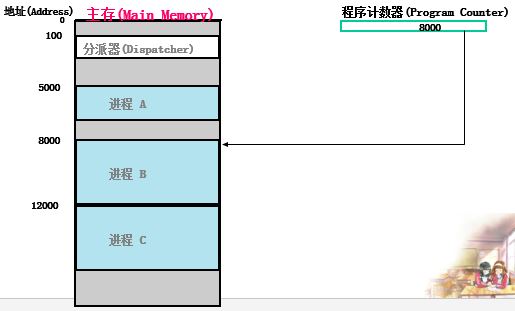 地址(Address)
主存(Main Memory)
程序计数器(Program Counter)
0
8000
100
分派器(Dispatcher)
5000
进程 A
8000
进程 B
12000
进程 C